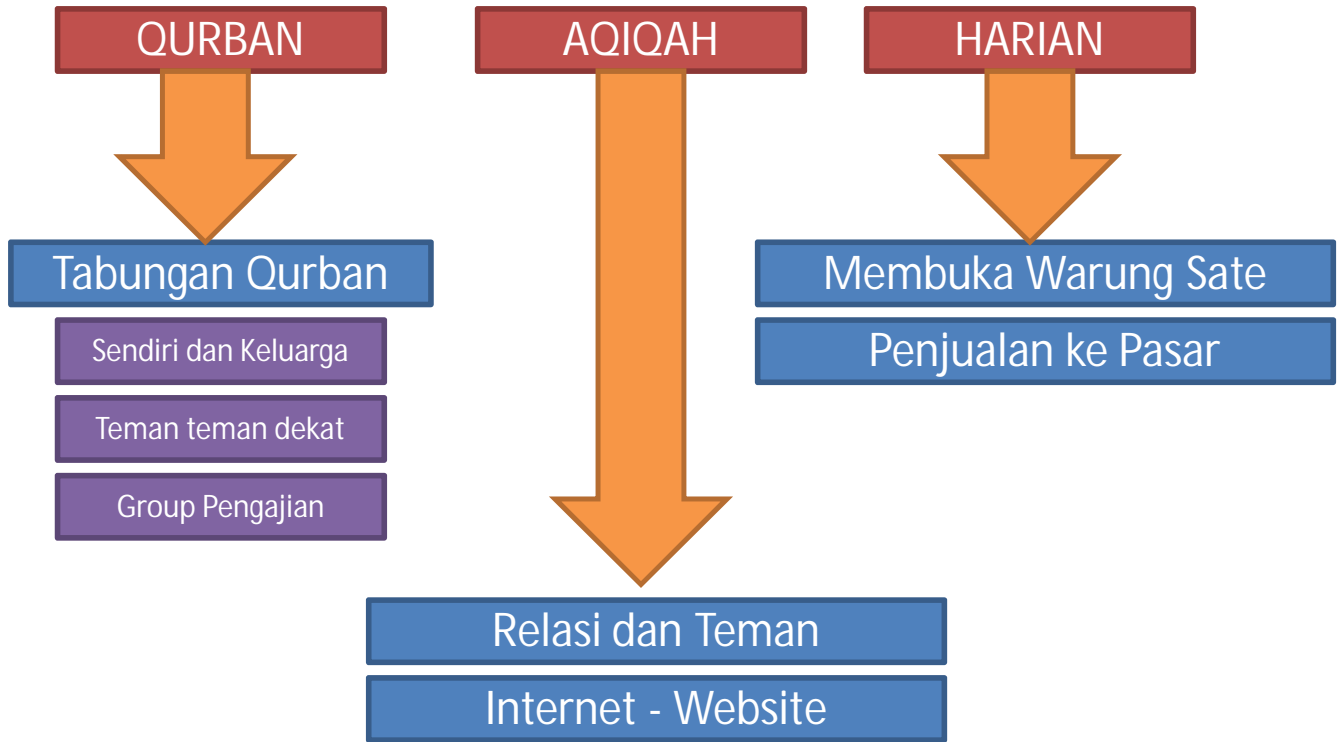 QURBAN
AQIQAH
HARIAN
Tabungan Qurban
Sendiri dan Keluarga
Teman teman dekat
Group Pengajian
Membuka Warung Sate
Penjualan ke Pasar
Relasi dan Teman
Internet - Website